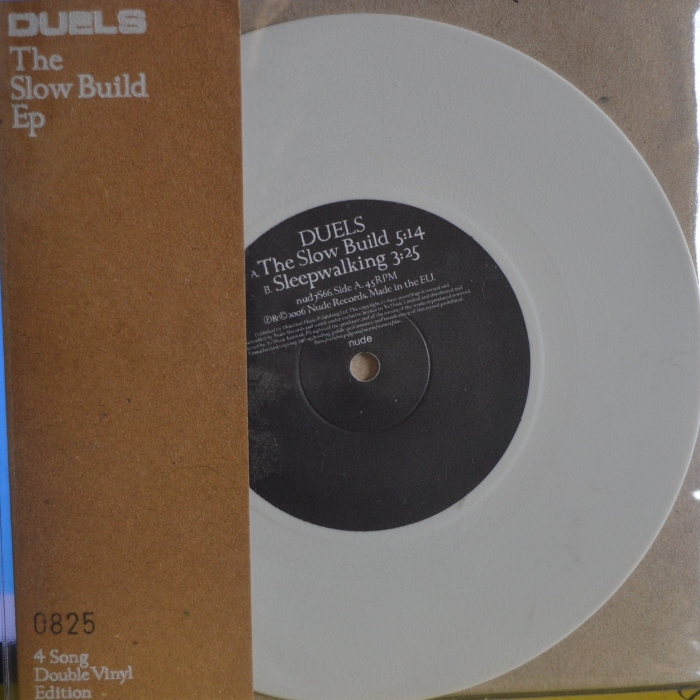 DUELS
The
Slow Build
Ep
0825
4 Song
Double Vinyl
Edition
DUELS
A. The Slow Build 5:14
B. Sleepwalking 3:25
nud7S66. Side A. 45RPM
℗&©2006 Nude Records. Made in the EU.
nude